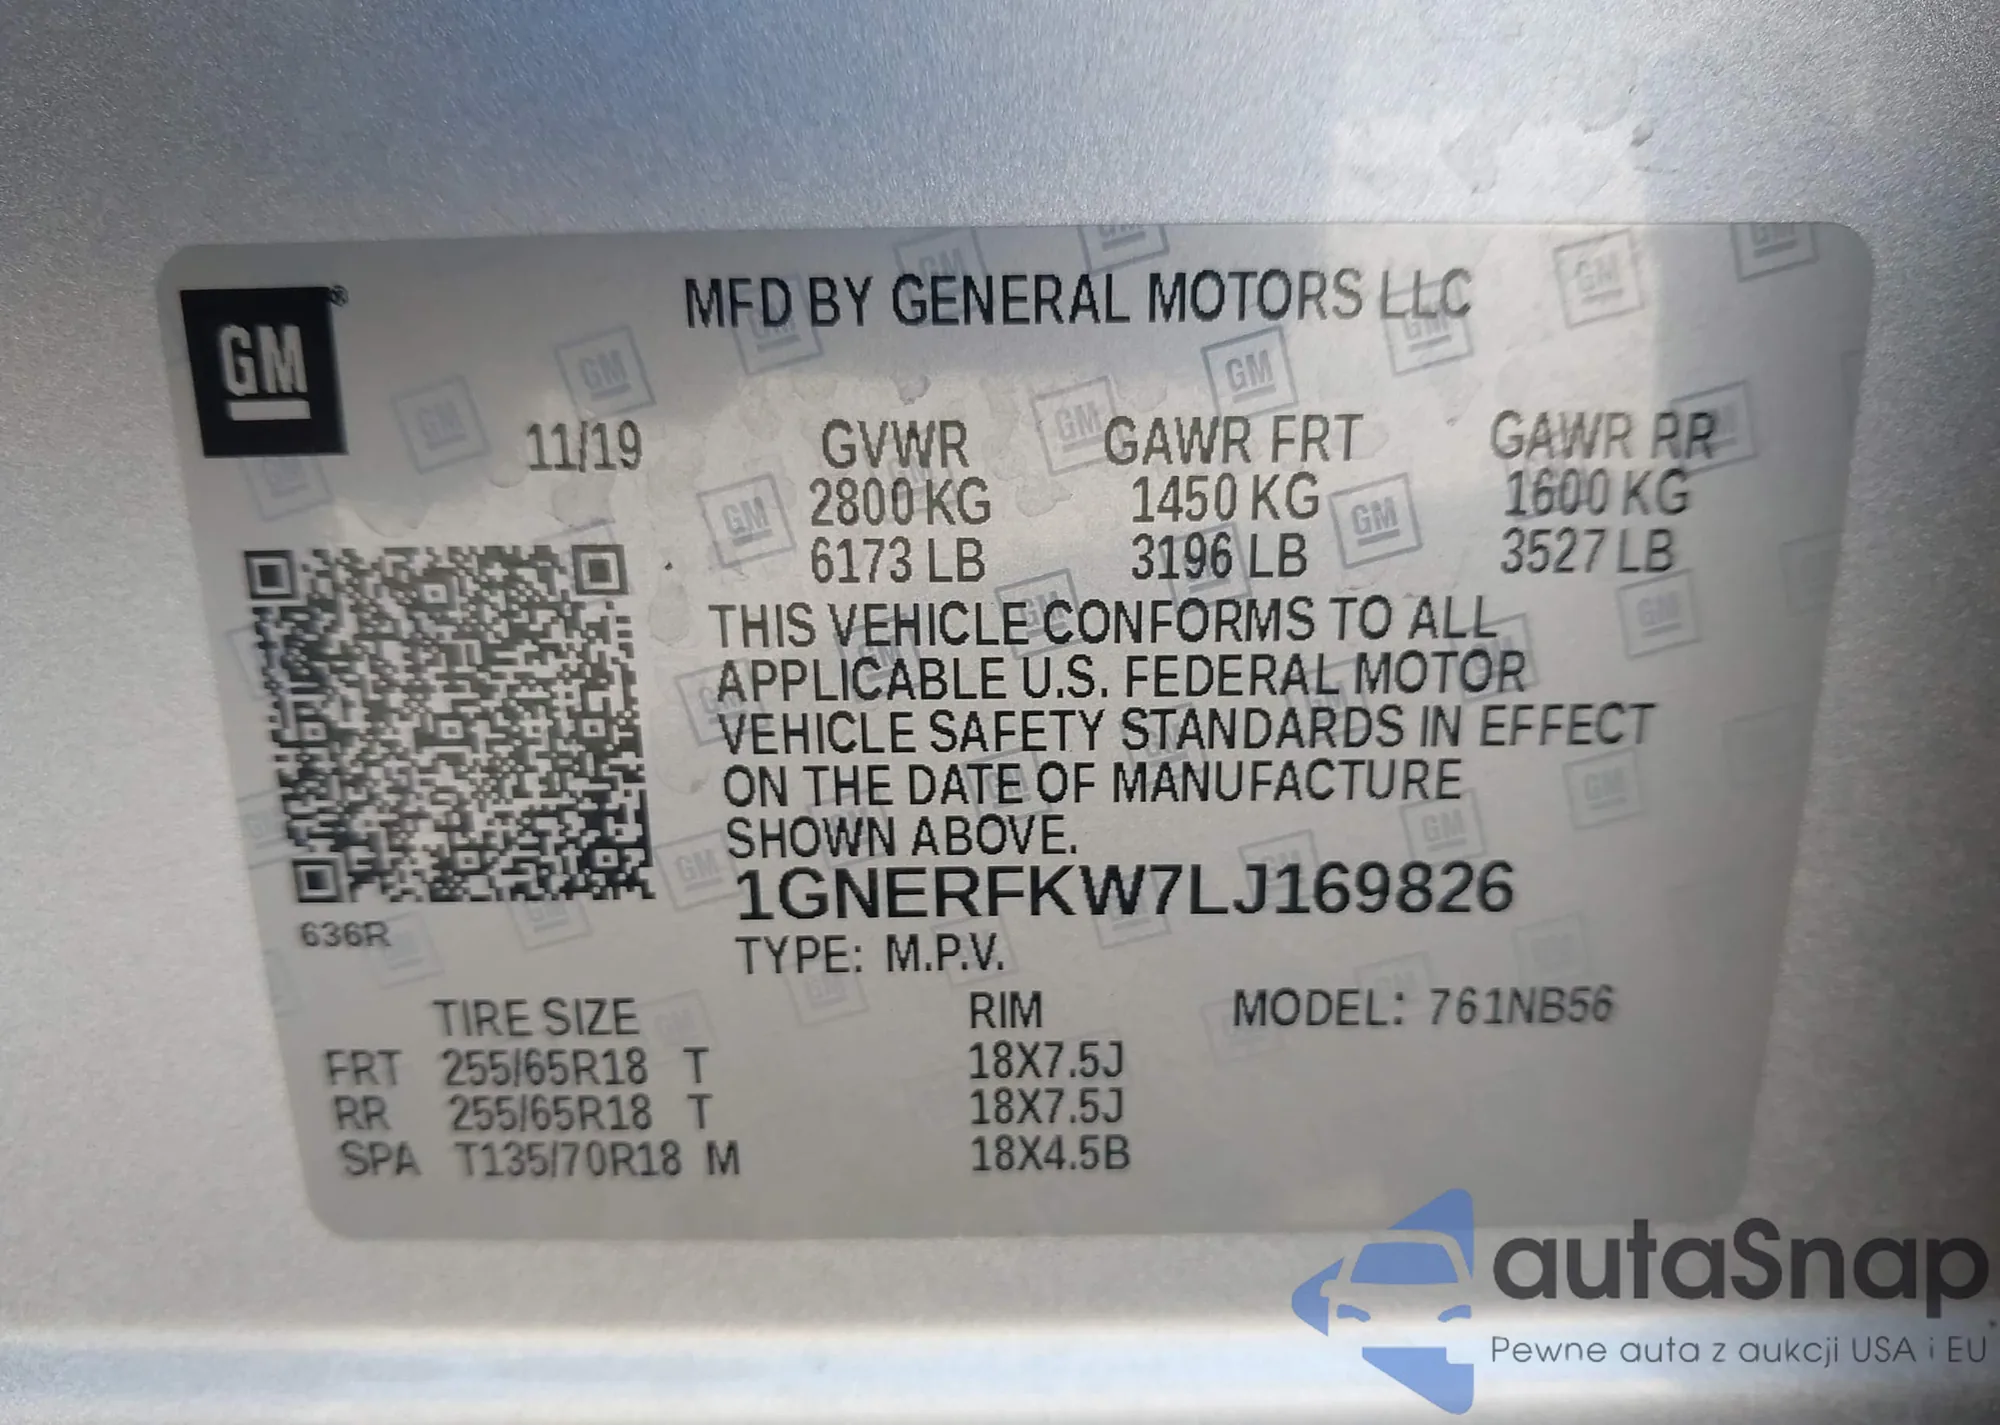 GM ®
MFD BY GENERAL MOTORS LLC
11/19 GVWR GAWR FRT GAWR RR
2800 KG 1450 KG 1600 KG
6173 LB 3196 LB 3527 LB
THIS VEHICLE CONFORMS TO ALL
APPLICABLE U.S. FEDERAL MOTOR
VEHICLE SAFETY STANDARDS IN EFFECT
ON THE DATE OF MANUFACTURE
SHOWN ABOVE.
1GNERFKW7LJ169826
636R
TYPE: M.P.V.
TIRE SIZE RIM MODEL: 761NB56
FRT 255/65R18 T 18X7.5J
RR 255/65R18 T 18X7.5J
SPA T135/70R18 M 18X4.5B
autaSnap
Pewne auta z aukcji USA i EU